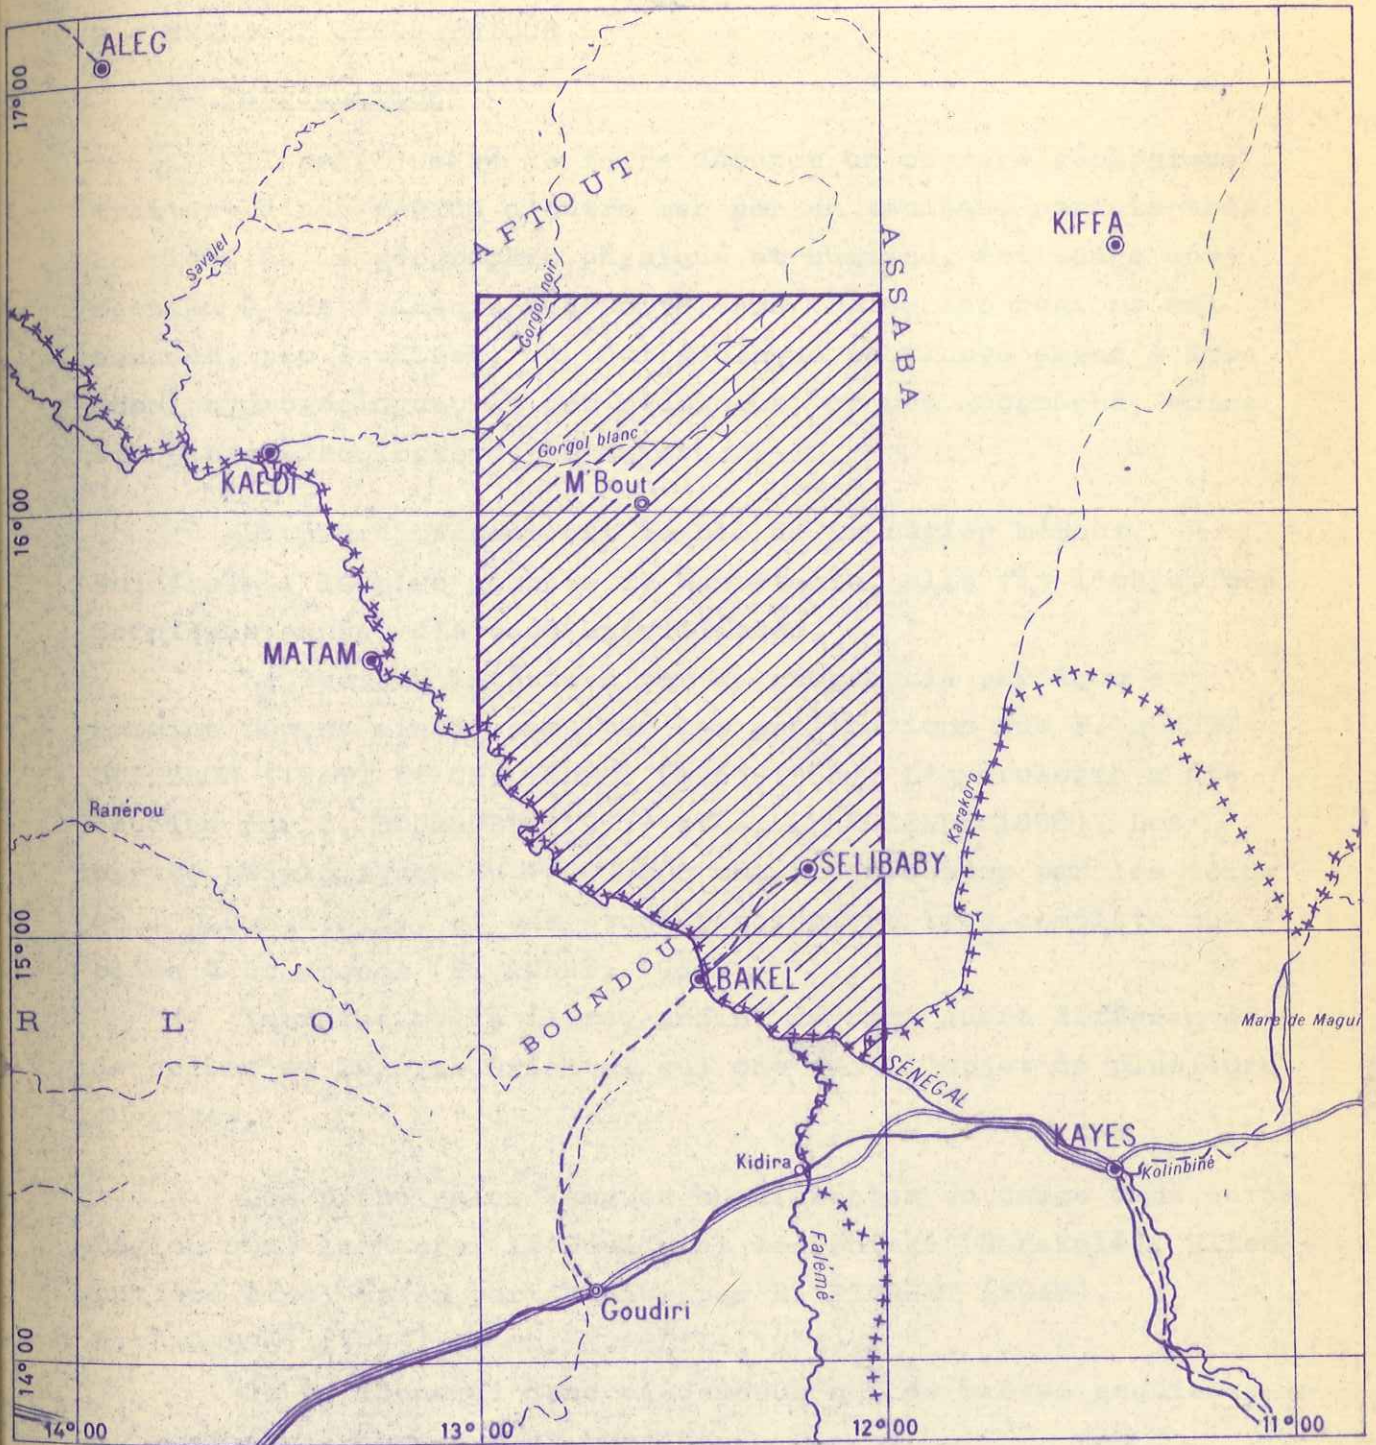 ALEG
17°00
AFTOUT
KIFFA
ASSABA
Savalel
Gorgol noir
Gorgol blanc
KAEDI
M'Bout
16°00
MATAM
Karakoro
Ranérou
SELIBABY
15°00
BOUNDOU
BAKEL
R L O
Mare de Magui
SÉNÉGAL
KAYES
Kidira
Kolinbiné
Falémé
Goudiri
14°00
14°00
13°00
12°00
11°00